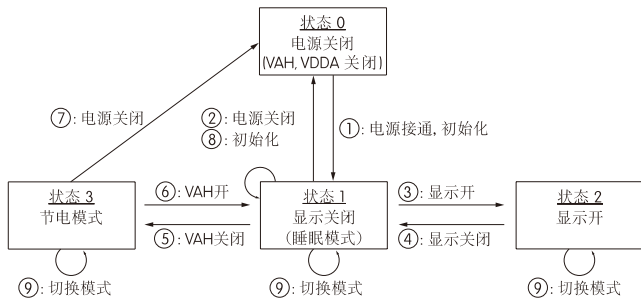 状态 0
电源关闭
(VAH, VDDA 关闭)
⑦: 电源关闭
②: 电源关闭
⑧: 初始化
①: 电源接通, 初始化
状态 3
节电模式
⑥: VAH开
⑤: VAH关闭
状态 1
显示关闭
(睡眠模式)
③: 显示开
④: 显示关闭
状态 2
显示开
⑨: 切换模式
⑨: 切换模式
⑨: 切换模式